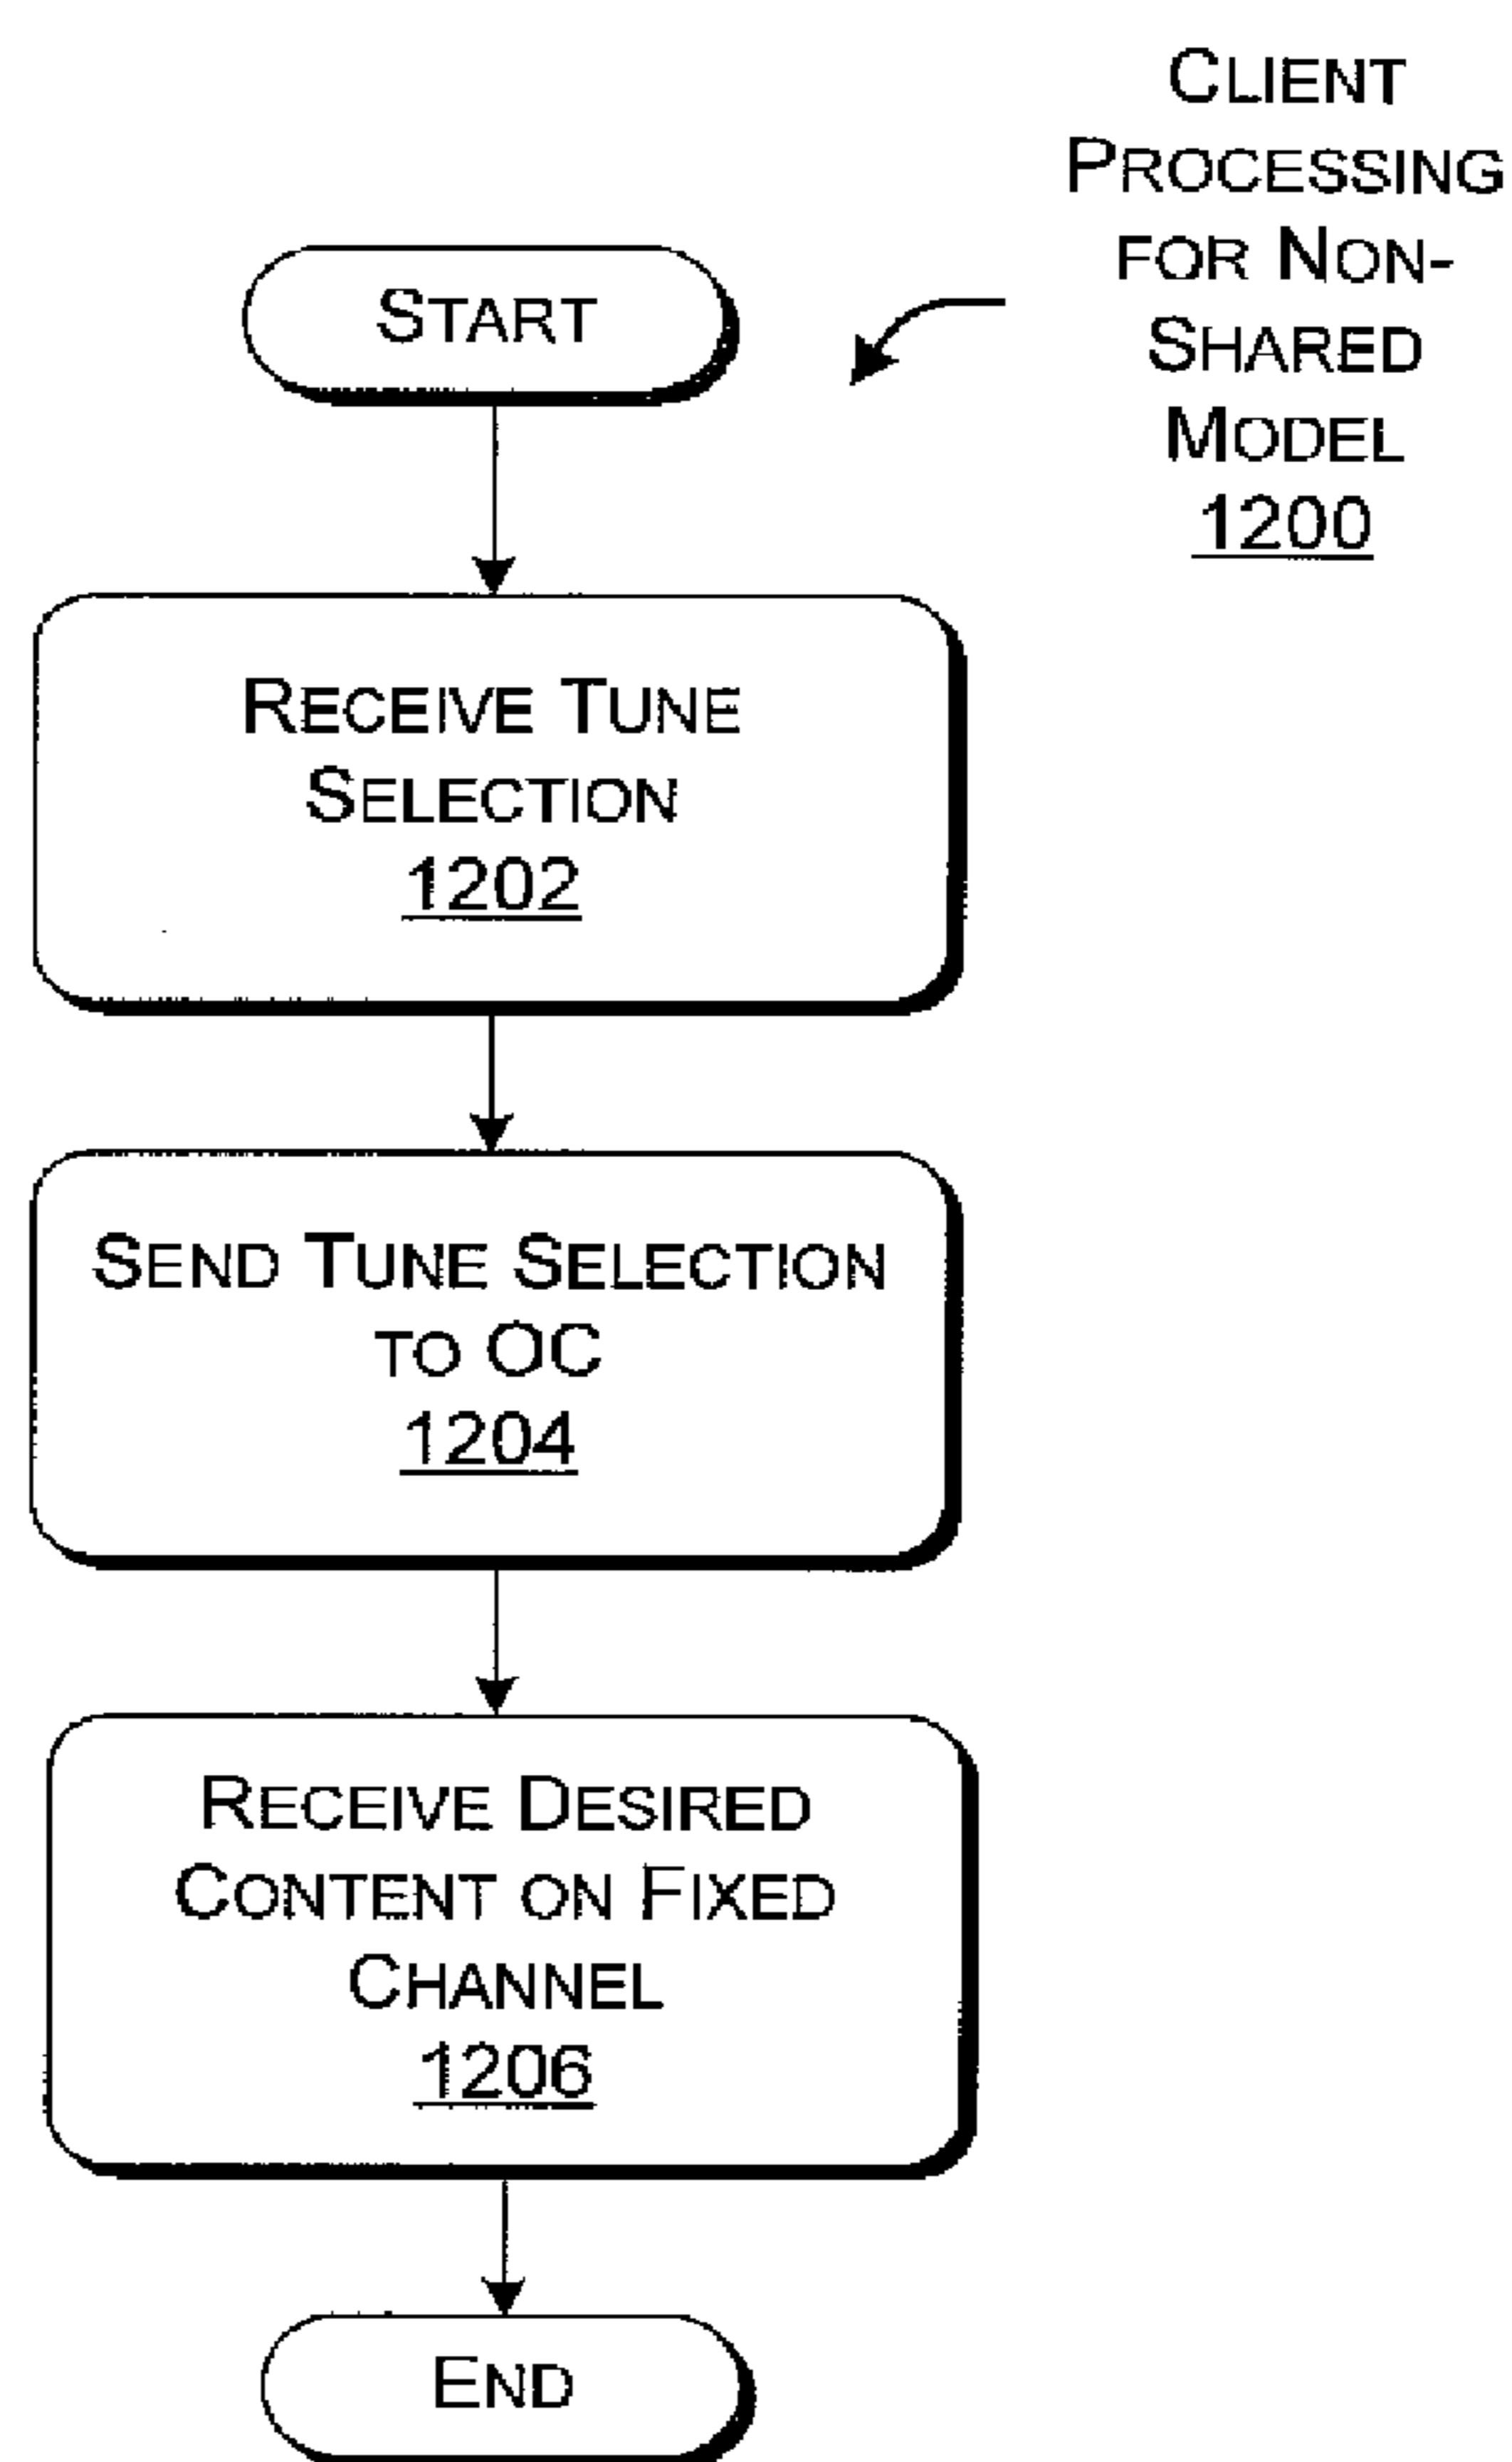 CLIENT
PROCESSING
FOR NON-
SHARED
MODEL
1200
START
RECEIVE TUNE
SELECTION
1202
SEND TUNE SELECTION
TO OC
1204
RECEIVE DESIRED
CONTENT ON FIXED
CHANNEL
1206
END